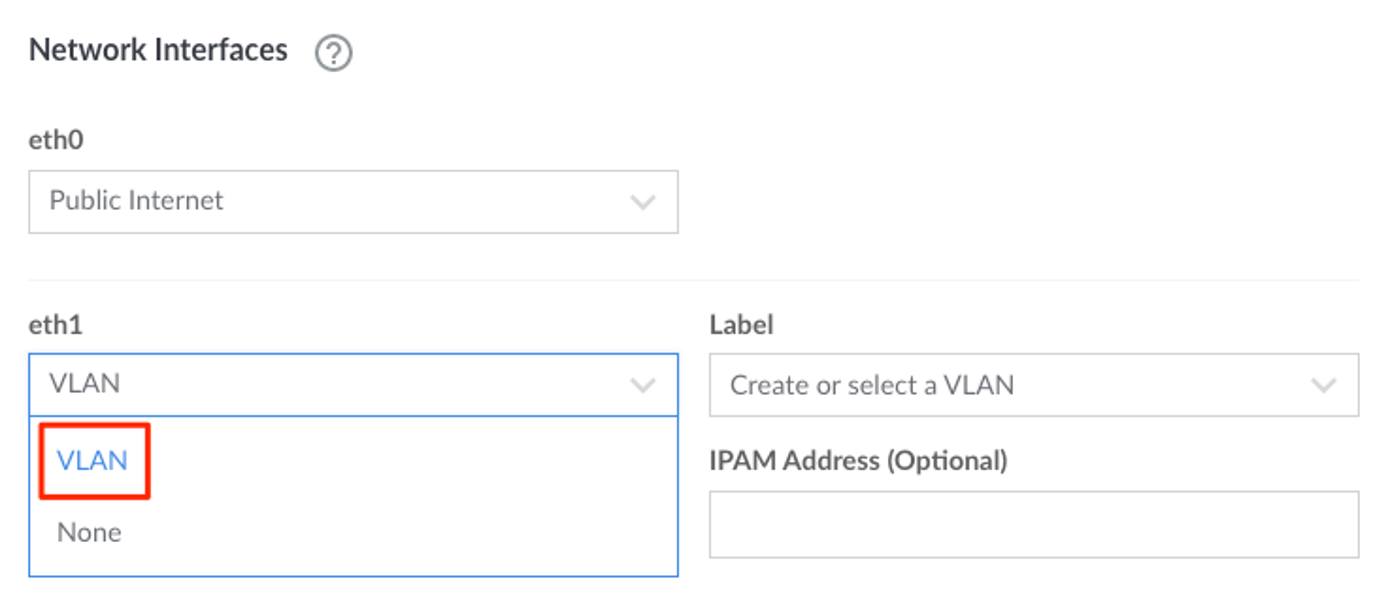 Network Interfaces ?
eth0
Public Internet
eth1
VLAN
VLAN
None
Label
Create or select a VLAN
IPAM Address (Optional)